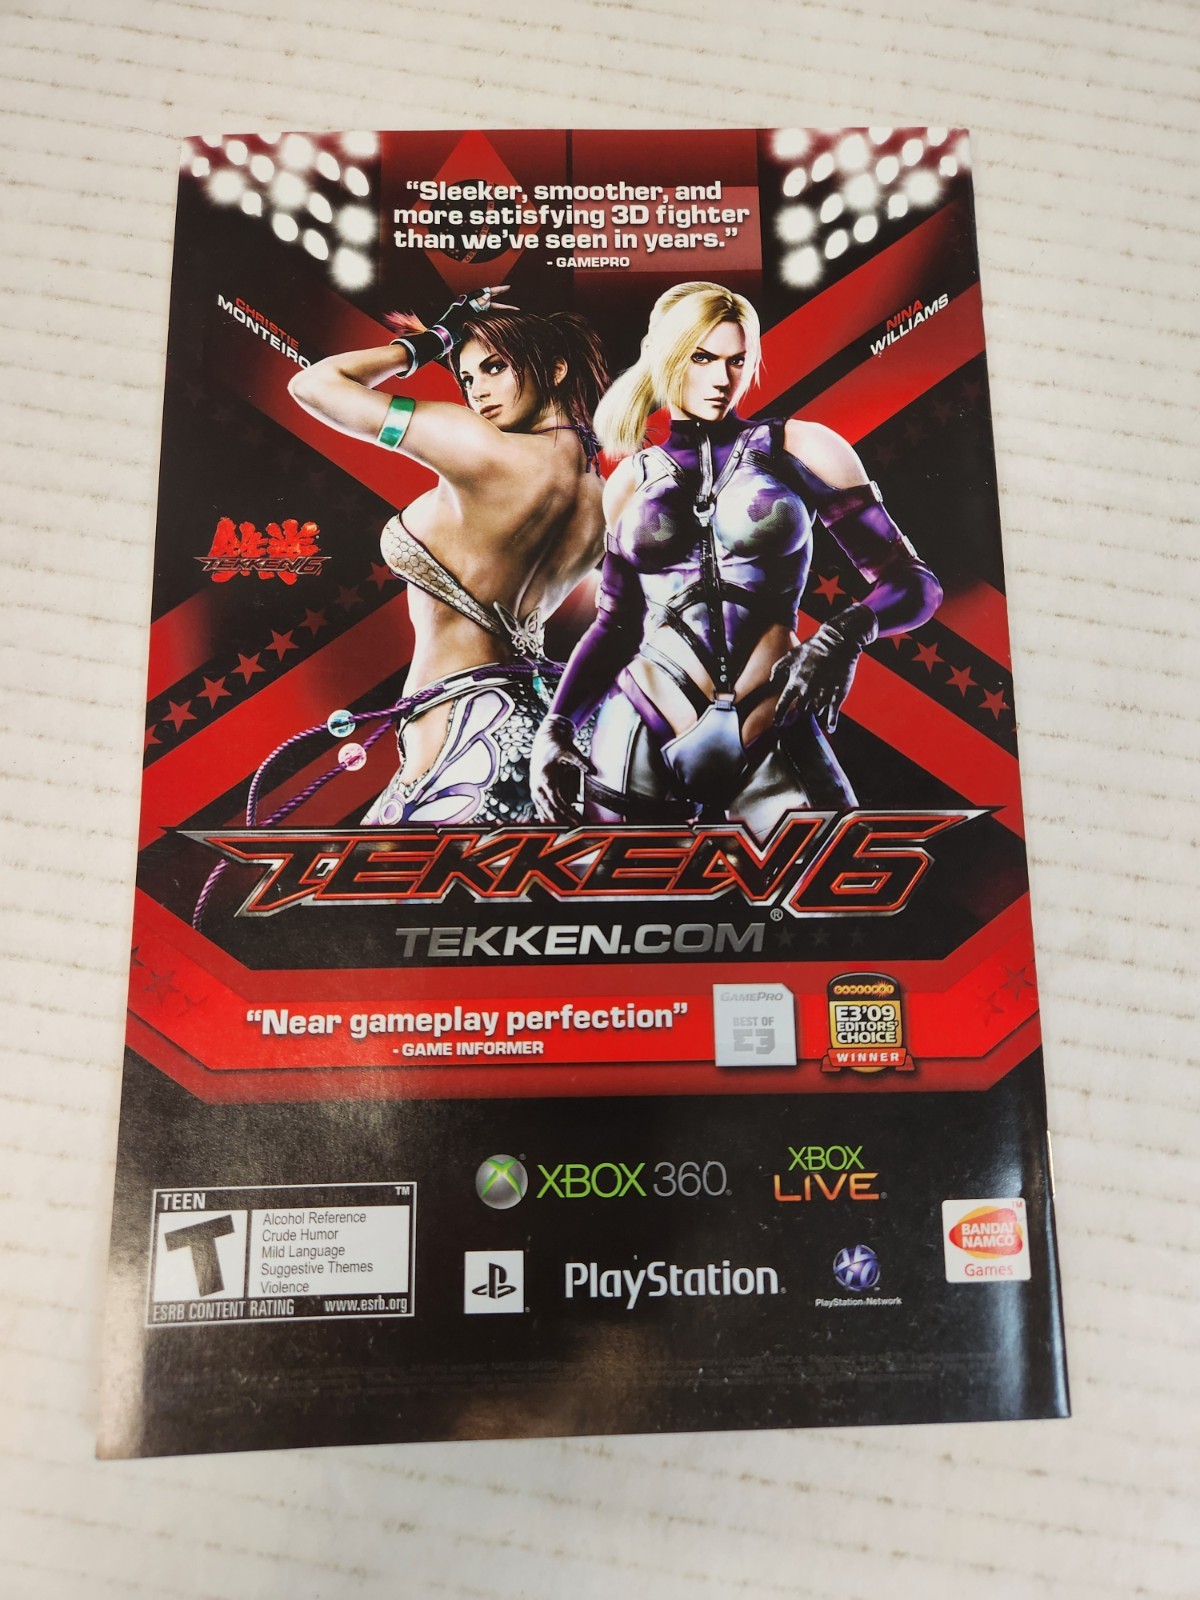 “Sleeker, smoother, and
more satisfying 3D fighter
than we’ve seen in years.”
- GAMEPRO
CHRISTIE
MONTEIRO
NINA
WILLIAMS
TEKKEN 6
TEKKEN 6®
TEKKEN.COM
“Near gameplay perfection”
- GAME INFORMER
GAMEPRO
BEST OF
E3
GAMESPOT
E3'09
EDITORS'
CHOICE
WINNER
XBOX 360®
XBOX
LIVE®
TEEN ™
T
Alcohol Reference
Crude Humor
Mild Language
Suggestive Themes
Violence
ESRB CONTENT RATING www.esrb.org
PlayStation®
PlayStation®Network
BANDAI
NAMCO
Games
™